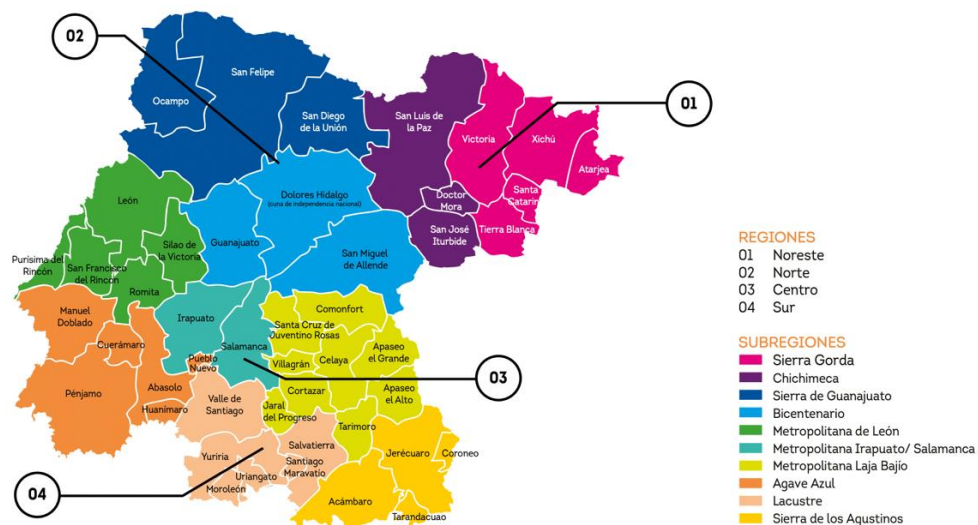 02
San Felipe
Ocampo
San Diego
de la Unión
San Luis de
la Paz
Victoria
Xichú
01
Atarjea
León
Dolores Hidalgo
(cuna de independencia nacional)
Doctor
Mora
Santa
Catarin
Guanajuato
San José
Iturbide
Tierra Blanca
Silao de
la Victoria
San Miguel
de Allende
Purísima del
Rincón
San Francisco
del Rincón
Romita
Manuel
Doblado
Irapuato
Comonfort
Santa Cruz de
Juventino Rosas
Cuerámaro
Salamanca
Apaseo
el Grande
Pueblo
Nuevo
Villagrán
Celaya
03
Pénjamo
Abasolo
Cortazar
Apaseo
el Alto
Huanímaro
Valle de
Santiago
Jaral
del Progreso
Tarimoro
Salvatierra
Jerécuaro
Coroneo
Yuriria
Santiago
Maravatío
Uriangato
Moroleón
04
Acámbaro
Tarandacuao
REGIONES
01 Noreste
02 Norte
03 Centro
04 Sur
SUBREGIONES
Sierra Gorda
Chichimeca
Sierra de Guanajuato
Bicentenario
Metropolitana de León
Metropolitana Irapuato/ Salamanca
Metropolitana Laja Bajío
Agave Azul
Lacustre
Sierra de los Agustinos